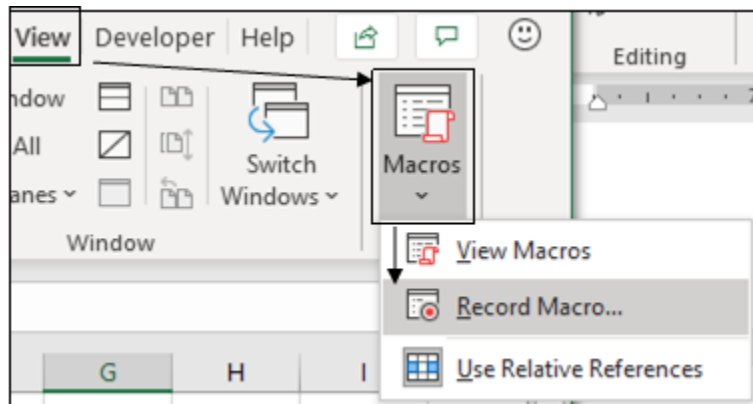 View Developer Help
Editing
ndow
All
Switch
Macros
anes
Windows
Window
View Macros
Record Macro...
G H I
Use Relative References